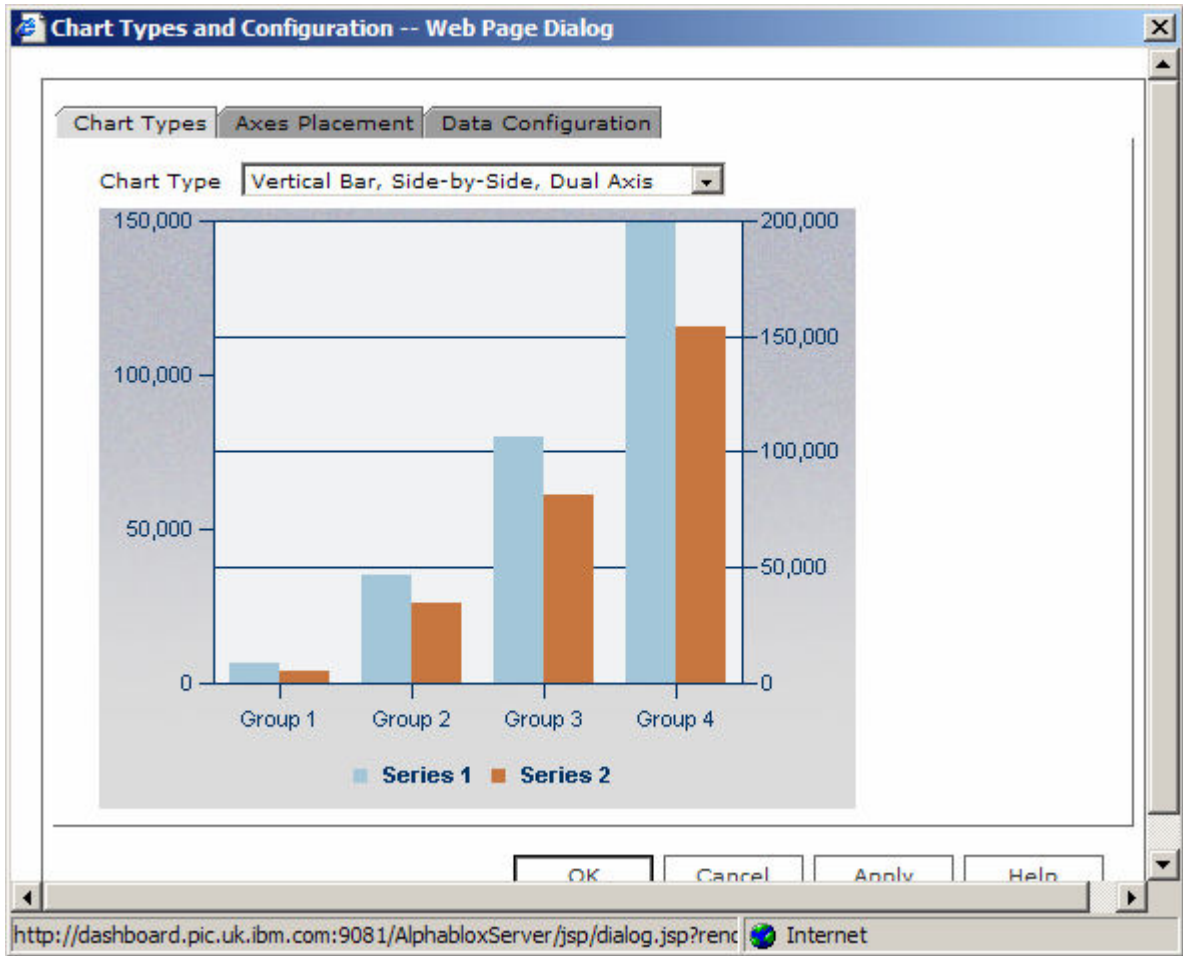 Chart Types and Configuration -- Web Page Dialog
Chart Types Axes Placement Data Configuration
Chart Type Vertical Bar, Side-by-Side, Dual Axis
150,000 200,000
150,000
100,000
100,000
50,000
50,000
0 0
Group 1 Group 2 Group 3 Group 4
Series 1 Series 2
OK Cancel Apply Help
http://dashboard.pic.uk.ibm.com:9081/AlphabloxServer/jsp/dialog.jsp?renc Internet